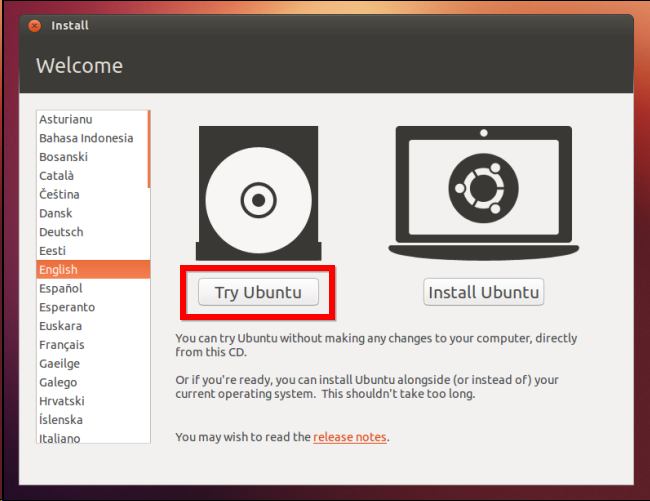 Install
Welcome
Asturianu
Bahasa Indonesia
Bosanski
Català
Čeština
Dansk
Deutsch
Eesti
English
Español
Esperanto
Euskara
Français
Gaeilge
Galego
Hrvatski
Íslenska
Italiano
Try Ubuntu
Install Ubuntu
You can try Ubuntu without making any changes to your computer, directly
from this CD.
Or if you're ready, you can install Ubuntu alongside (or instead of) your
current operating system. This shouldn't take too long.
You may wish to read the release notes.